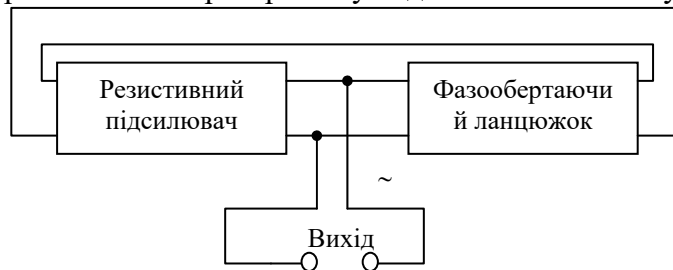 Резистивний
підсилювач
Фазообертаючи
й ланцюжок
~
Вихід